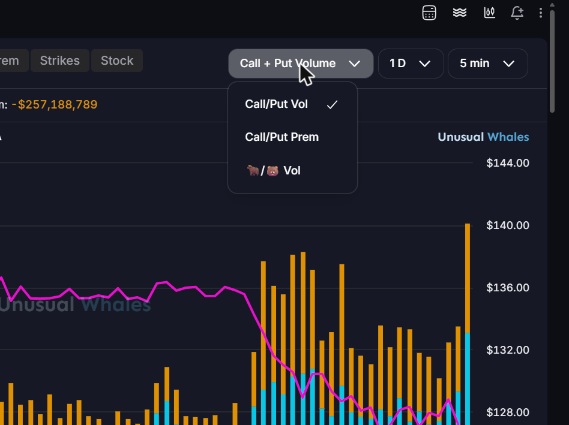 rem Strikes Stock Call + Put Volume 1 D 5 min
Call/Put Vol
m: -$257,188,789
Call/Put Prem
Unusual Whales
$144.00
🐂/🐻 Vol
$140.00
$136.00
Unusual Whales
$132.00
$128.00